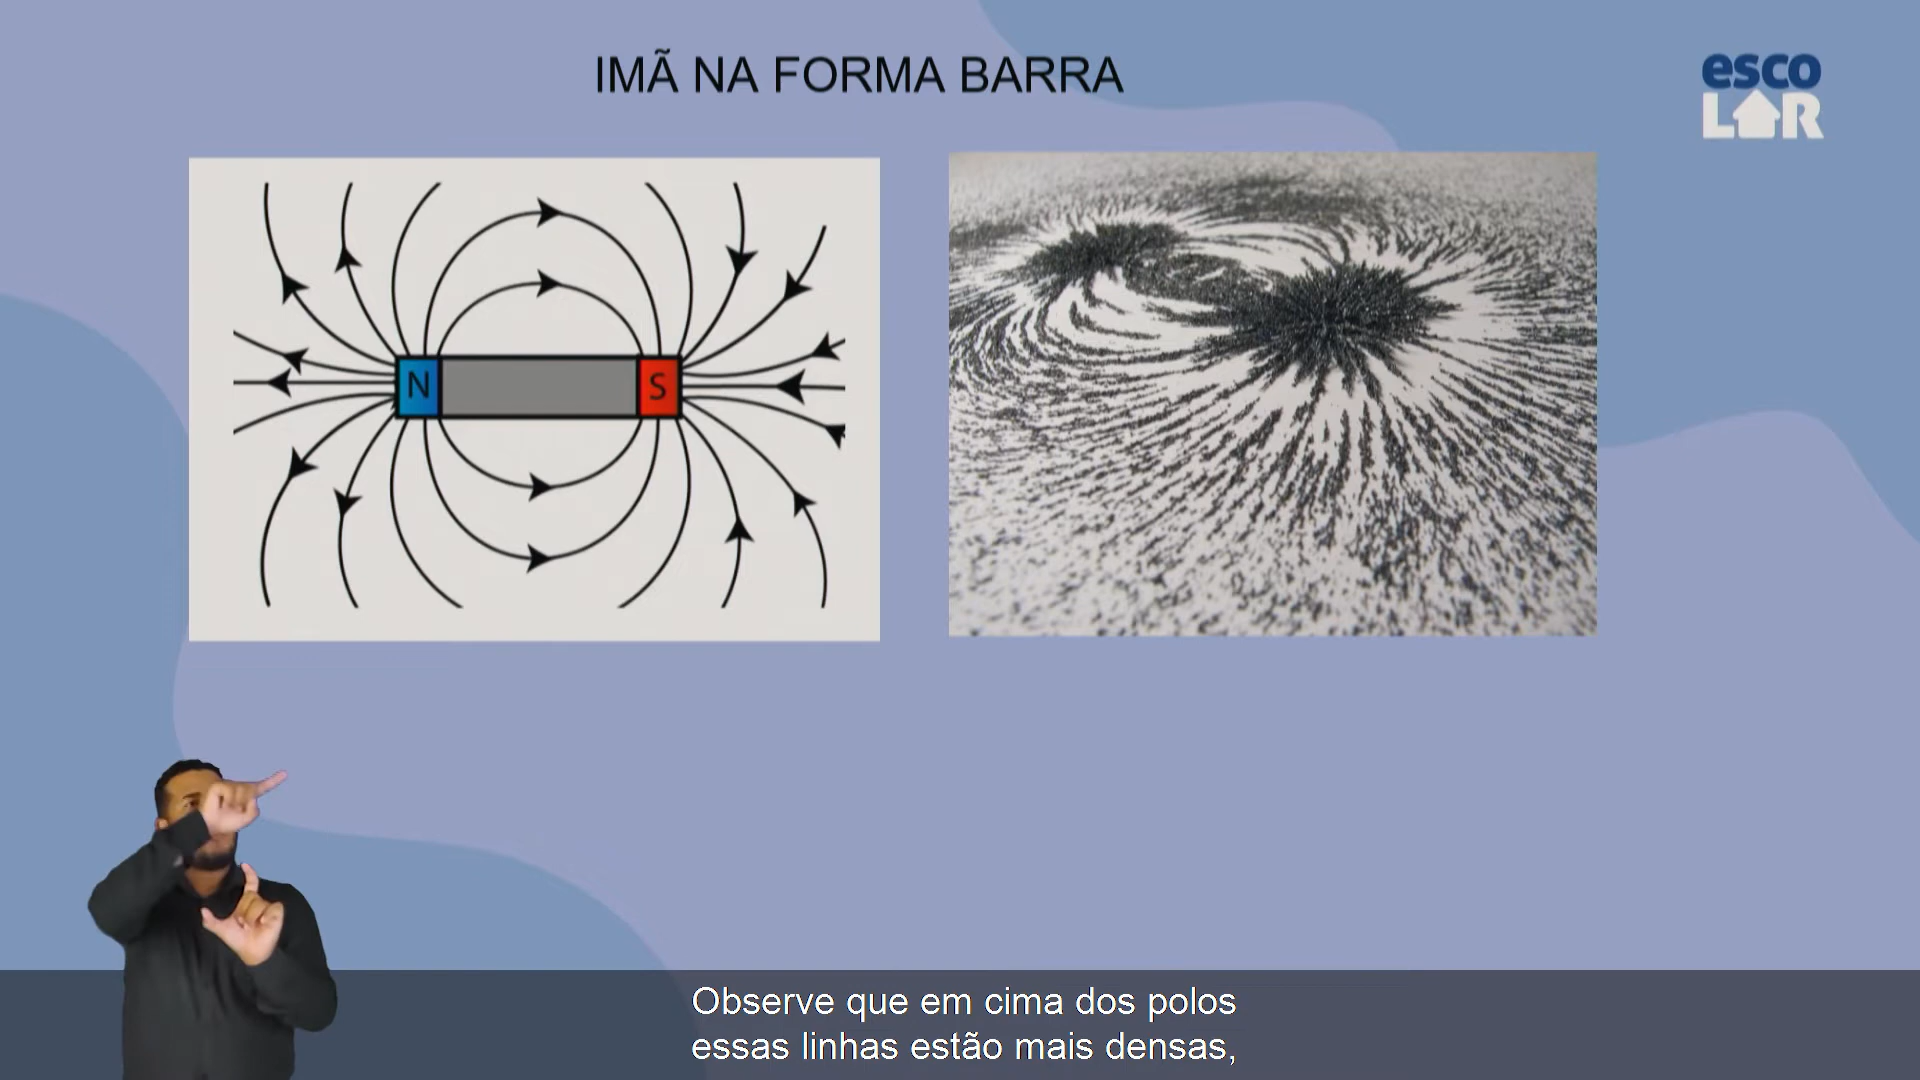 IMÃ NA FORMA BARRA
esco
LAR
N
S
Observe que em cima dos polos
essas linhas estão mais densas,